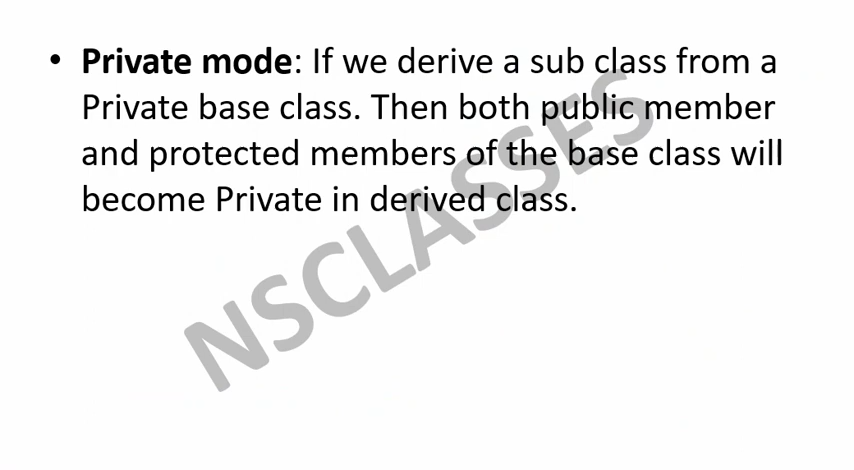 • Private mode: If we derive a sub class from a
Private base class. Then both public member
and protected members of the base class will
become Private in derived class.
NSCLASSES